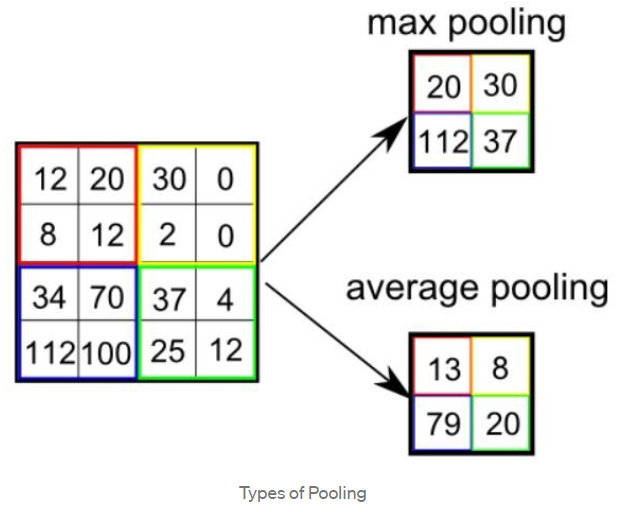 max pooling
20 30
112 37
12 20 30 0
8 12 2 0
34 70 37 4
112 100 25 12
average pooling
13 8
79 20
Types of Pooling